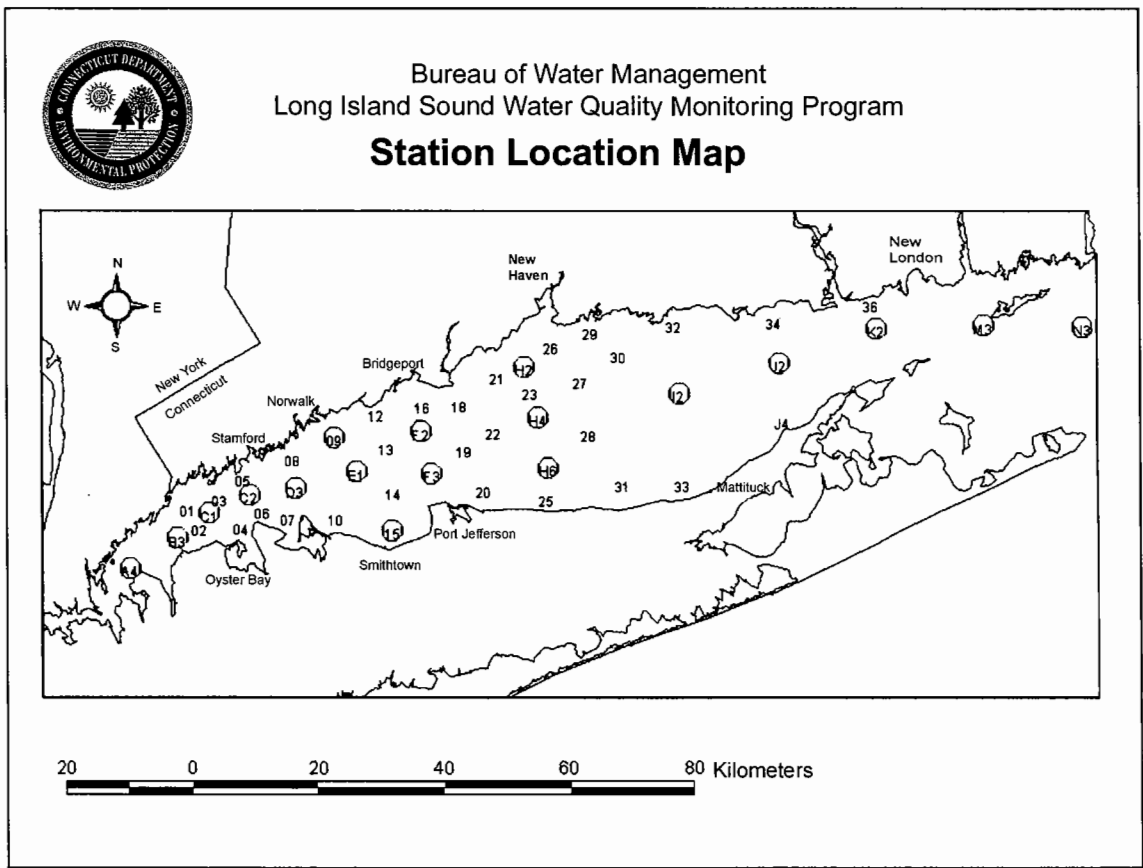 CONNECTICUT DEPARTMENT
ENVIRONMENTAL PROTECTION
Bureau of Water Management
Long Island Sound Water Quality Monitoring Program
Station Location Map
N
W E
S
New York
Connecticut
New
Haven
New
London
Bridgeport
Norwalk
Stamford
36
K2
M3
N3
34
32
29
26
30
J2
H2
21
27
I2
23
12
16
18
H4
J4
09
F2
22
28
13
19
08
E1
F3
H6
05
C2
D3
14
20
25
31
33
Mattituck
01
C1
03
06
07
10
15
Port Jefferson
B3
02
04
A4
Oyster Bay
Smithtown
20 0 20 40 60 80 Kilometers